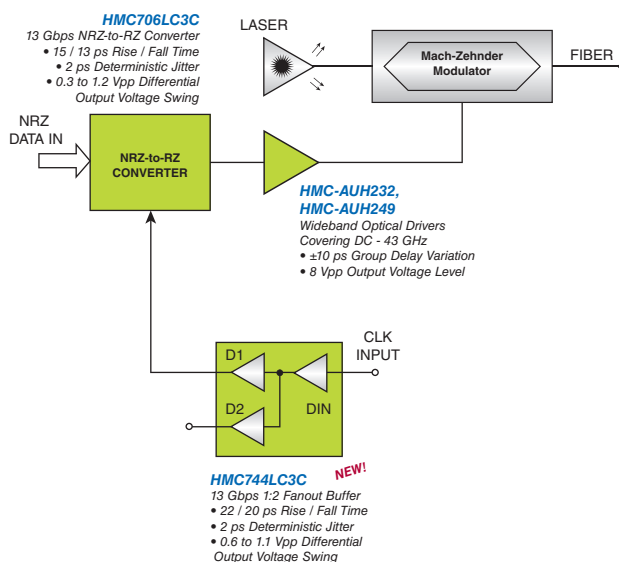 HMC706LC3C
13 Gbps NRZ-to-RZ Converter
• 15 / 13 ps Rise / Fall Time
• 2 ps Deterministic Jitter
• 0.3 to 1.2 Vpp Differential
Output Voltage Swing
LASER
Mach-Zehnder
Modulator
FIBER
NRZ
DATA IN
NRZ-to-RZ
CONVERTER
HMC-AUH232,
HMC-AUH249
Wideband Optical Drivers
Covering DC - 43 GHz
• ±10 ps Group Delay Variation
• 8 Vpp Output Voltage Level
CLK
INPUT
D1
D2
DIN
HMC744LC3C
NEW!
13 Gbps 1:2 Fanout Buffer
• 22 / 20 ps Rise / Fall Time
• 2 ps Deterministic Jitter
• 0.6 to 1.1 Vpp Differential
Output Voltage Swing